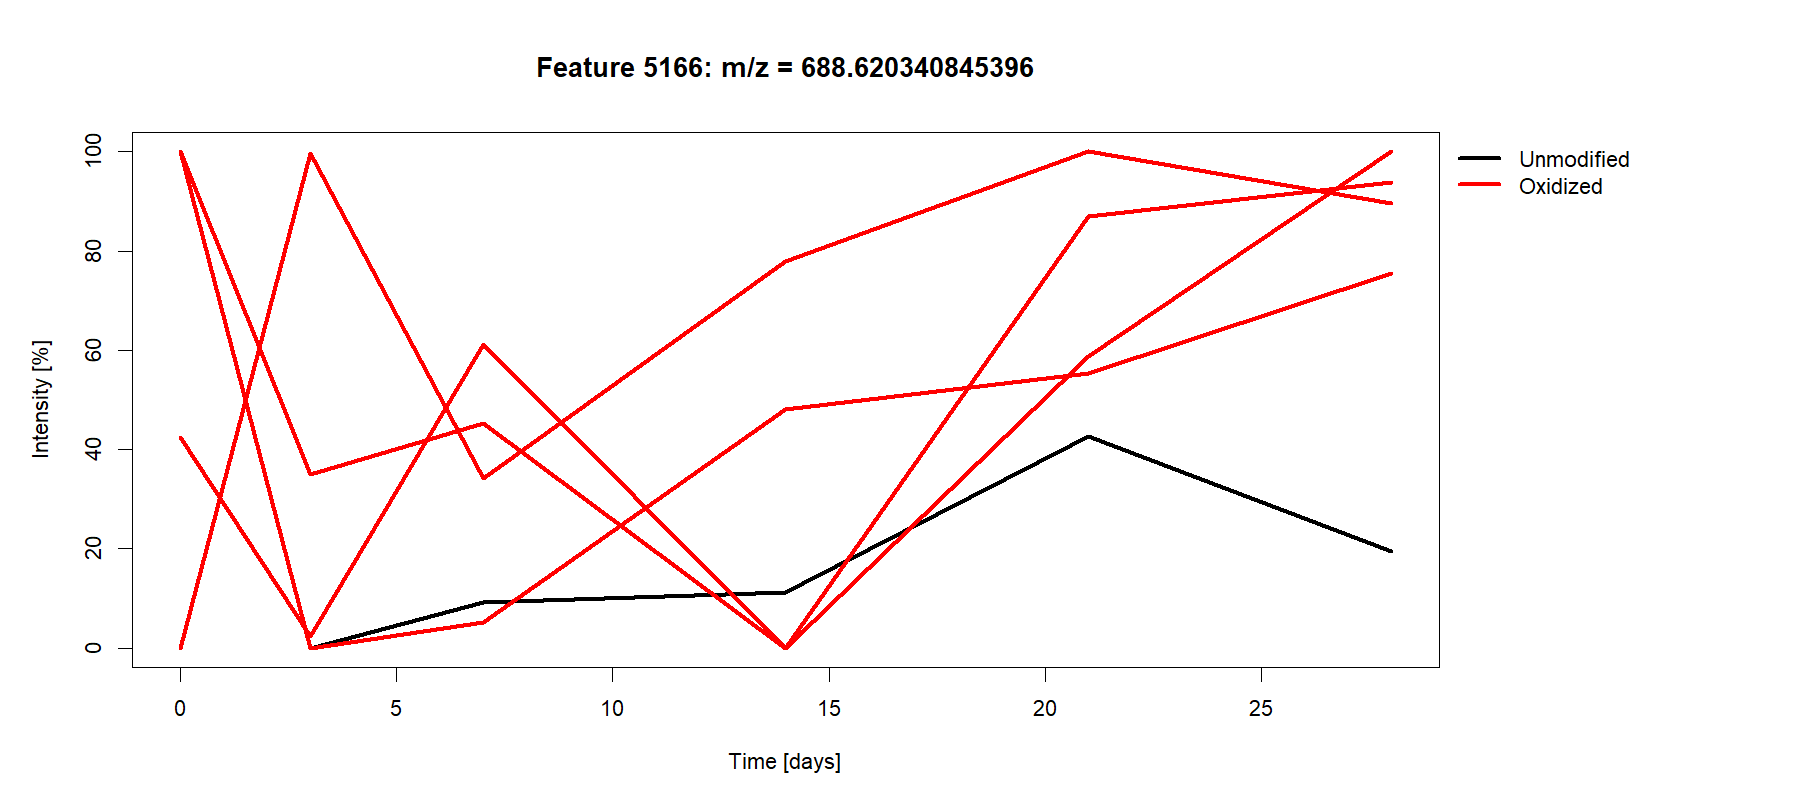 Feature 5166: m/z = 688.620340845396
Unmodified
Oxidized
Intensity [%]
100
80
60
40
20
0
0 5 10 15 20 25
Time [days]